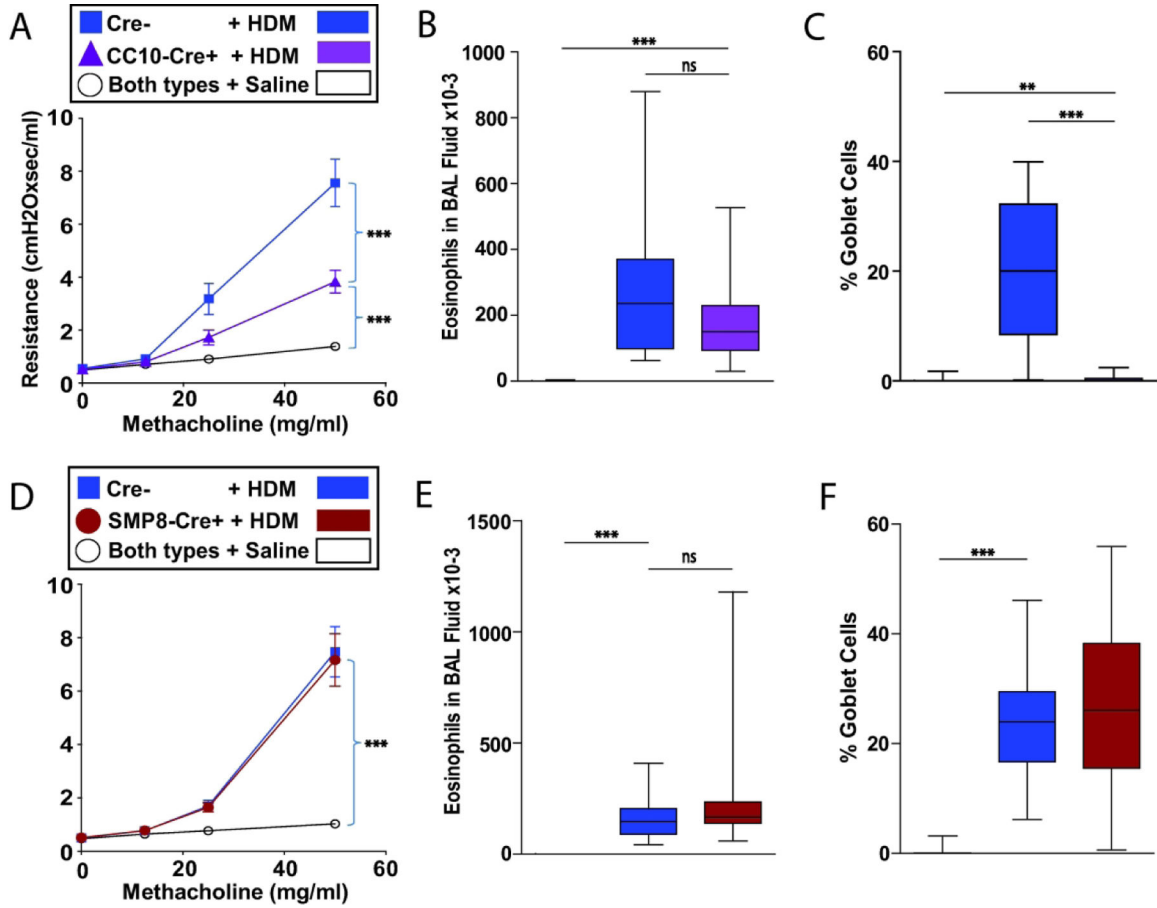 A
Cre- + HDM
CC10-Cre+ + HDM
Both types + Saline
Resistance (cmH2Oxsec/ml)
10
8
6
4
2
0
0 20 40 60
Methacholine (mg/ml)
***
***
B
Eosinophils in BAL Fluid x10-3
1000
800
600
400
200
0
***
ns
C
% Goblet Cells
60
40
20
0
**
***
D
Cre- + HDM
SMP8-Cre+ + HDM
Both types + Saline
10
8
6
4
2
0
0 20 40 60
Methacholine (mg/ml)
***
E
Eosinophils in BAL Fluid x10-3
1500
1000
500
0
***
ns
F
% Goblet Cells
60
40
20
0
***